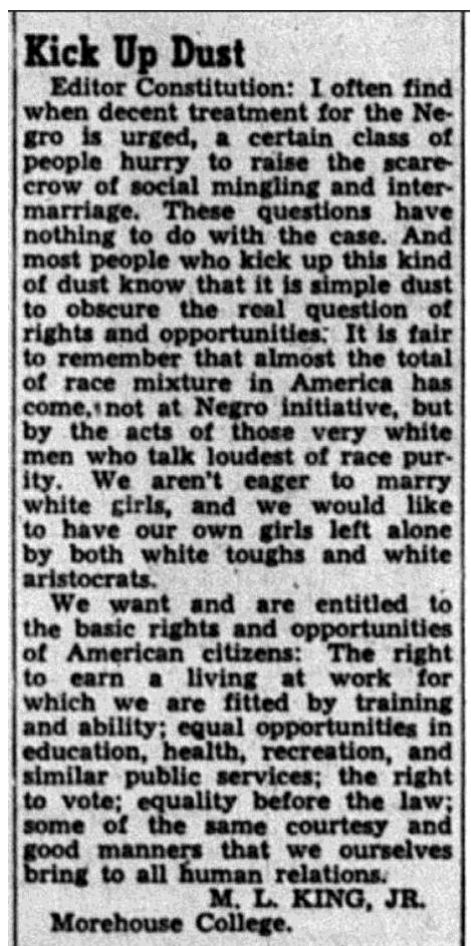 Kick Up Dust
Editor Constitution: I often find
when decent treatment for the Ne-
gro is urged, a certain class of
people hurry to raise the scare-
crow of social mingling and inter-
marriage. These questions have
nothing to do with the case. And
most people who kick up this kind
of dust know that it is simple dust
to obscure the real question of
rights and opportunities. It is fair
to remember that almost the total
of race mixture in America has
come, not at Negro initiative, but
by the acts of those very white
men who talk loudest of race pur-
ity. We aren't eager to marry
white girls, and we would like
to have our own girls left alone
by both white toughs and white
aristocrats.
We want and are entitled to
the basic rights and opportunities
of American citizens: The right
to earn a living at work for
which we are fitted by training
and ability; equal opportunities in
education, health, recreation, and
similar public services; the right
to vote; equality before the law;
some of the same courtesy and
good manners that we ourselves
bring to all human relations.
M. L. KING, JR.
Morehouse College.